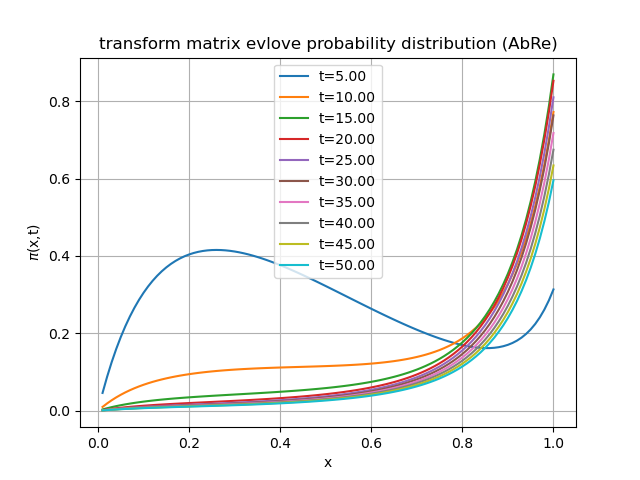 transform matrix evlove probability distribution (AbRe)
t=5.00
t=10.00
t=15.00
t=20.00
t=25.00
t=30.00
t=35.00
t=40.00
t=45.00
t=50.00
0.8
0.6
0.4
0.2
0.0
π(x,t)
0.0 0.2 0.4 0.6 0.8 1.0
x